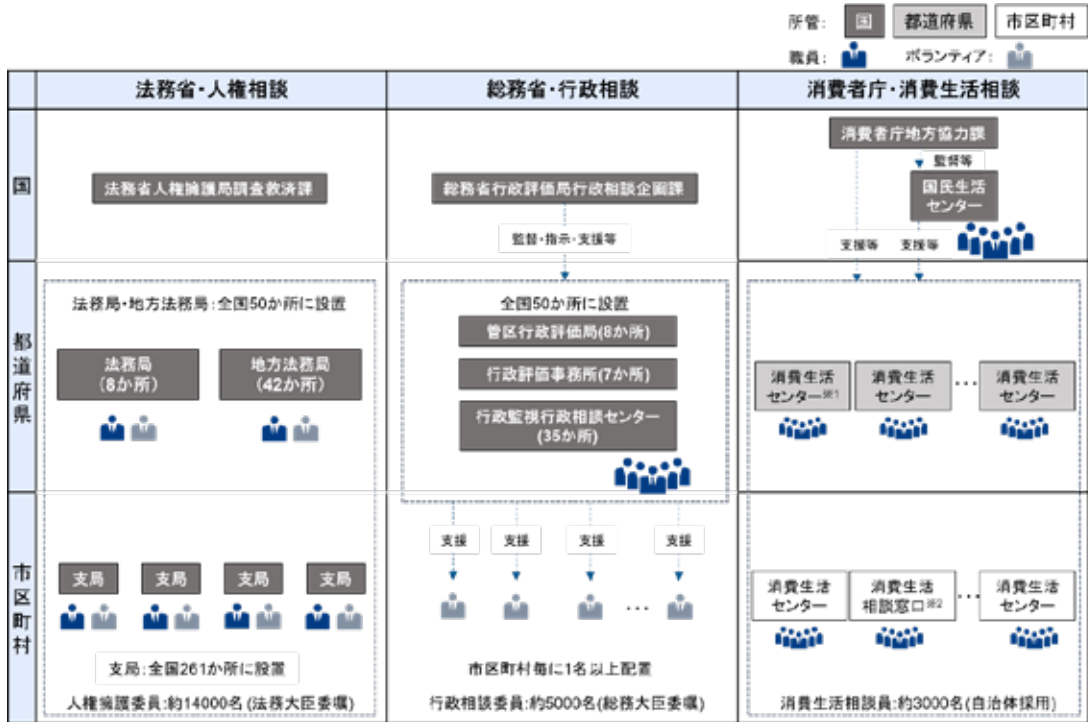 所管: 国 都道府県 市区町村
職員: ボランティア:
法務省・人権相談
総務省・行政相談
消費者庁・消費生活相談
国
法務省人権擁護局調査救済課
総務省行政評価局行政相談企画課
監督・指示・支援等
消費者庁地方協力課
監督等
国民生活
センター
支援等
支援等
都道府県
法務局・地方法務局:全国50か所に設置
法務局
(8か所)
地方法務局
(42か所)
全国50か所に設置
管区行政評価局(8か所)
行政評価事務所(7か所)
行政監視行政相談センター
(35か所)
消費生活
センター※1
消費生活
センター
…
消費生活
センター
市区町村
支局
支局
支局
支局
支局:全国261か所に設置
人権擁護委員:約14000名(法務大臣委嘱)
支援
支援
支援
支援
…
市区町村毎に1名以上配置
行政相談委員:約5000名(総務大臣委嘱)
消費生活
センター
消費生活
相談窓口※2
…
消費生活
センター
消費生活相談員:約3000名(自治体採用)